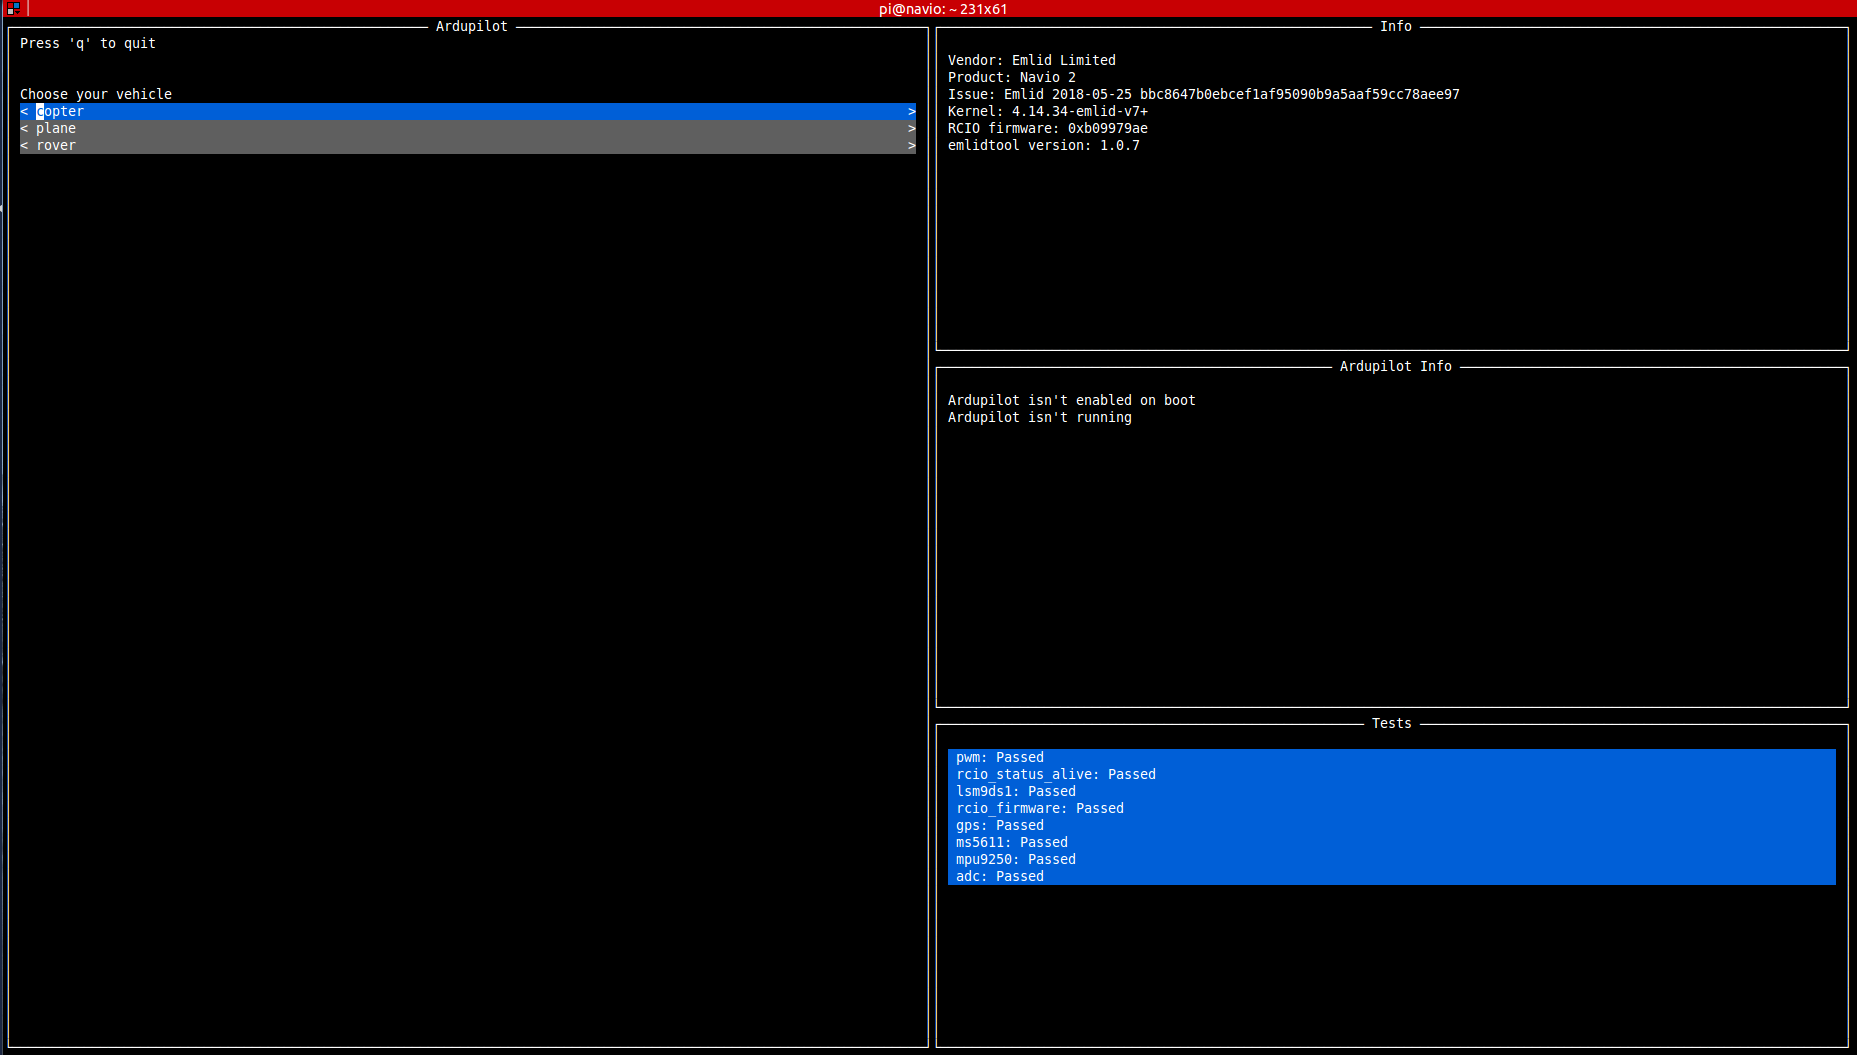 pi@navio: ~ 231x61
Ardupilot
Press 'q' to quit
Choose your vehicle
< copter >
< plane >
< rover >
Info
Vendor: Emlid Limited
Product: Navio 2
Issue: Emlid 2018-05-25 bbc8647b0ebcef1af95090b9a5aaf59cc78aee97
Kernel: 4.14.34-emlid-v7+
RCIO firmware: 0xb09979ae
emlidtool version: 1.0.7
Ardupilot Info
Ardupilot isn't enabled on boot
Ardupilot isn't running
Tests
pwm: Passed
rcio_status_alive: Passed
lsm9ds1: Passed
rcio_firmware: Passed
gps: Passed
ms5611: Passed
mpu9250: Passed
adc: Passed